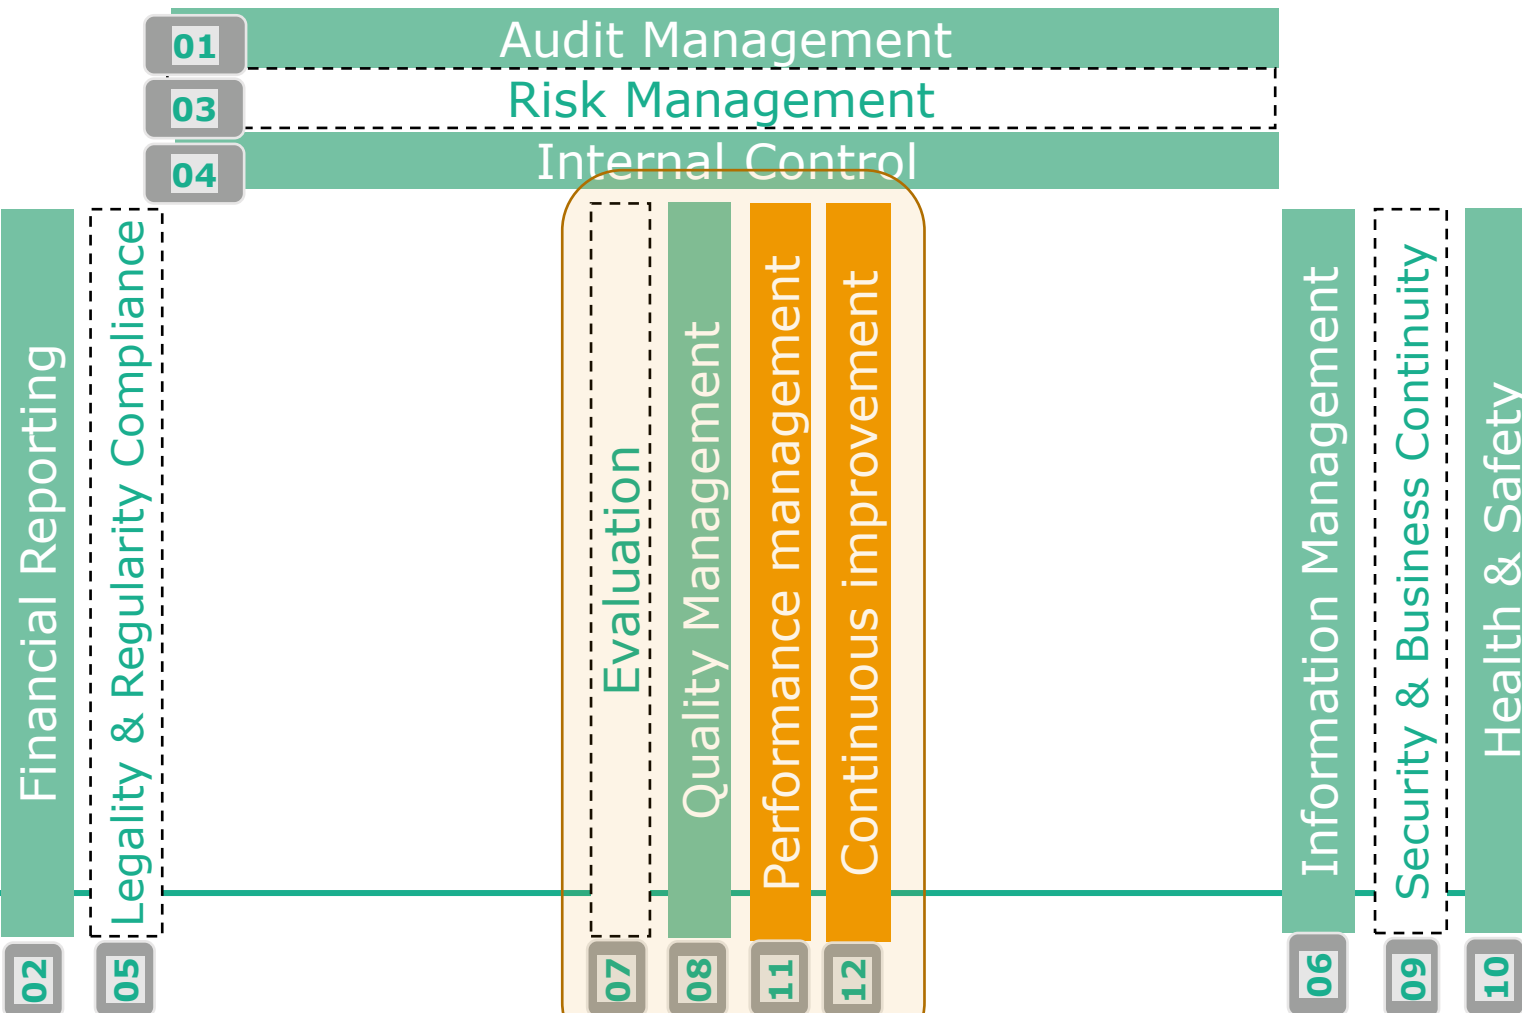 01
Audit Management
03
Risk Management
04
Internal Control
Financial Reporting
Legality & Regularity Compliance
Evaluation
Quality Management
Performance management
Continuous improvement
Information Management
Security & Business Continuity
Health & Safety
02
05
07
08
11
12
06
09
10